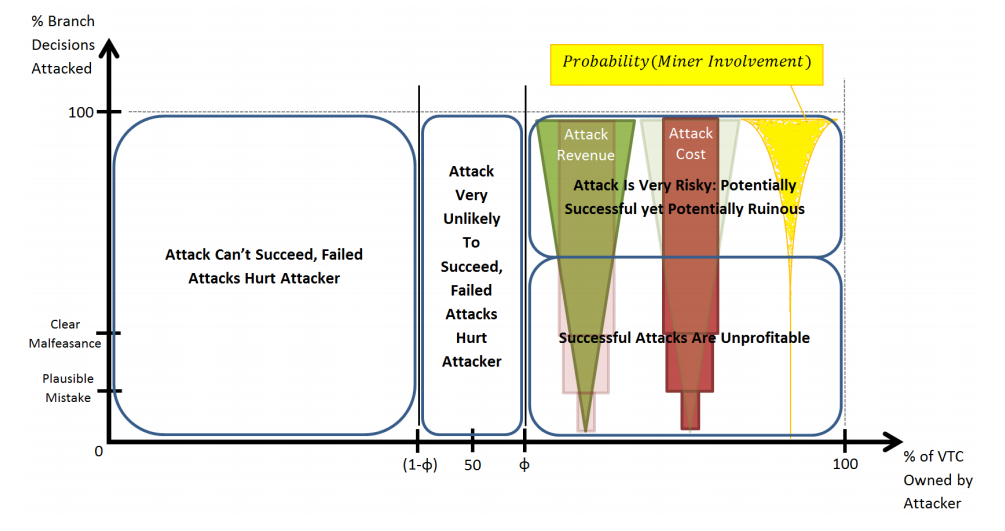 % Branch
Decisions
Attacked
Probability(Miner Involvement)
100
Attack
Revenue
Attack
Cost
Attack Is Very Risky: Potentially
Successful yet Potentially Ruinous
Attack
Very
Unlikely
To
Succeed,
Failed
Attacks
Hurt
Attacker
Attack Can’t Succeed, Failed
Attacks Hurt Attacker
Clear
Malfeasance
Successful Attacks Are Unprofitable
Plausible
Mistake
0
(1-ϕ)
50
ϕ
100
% of VTC
Owned by
Attacker